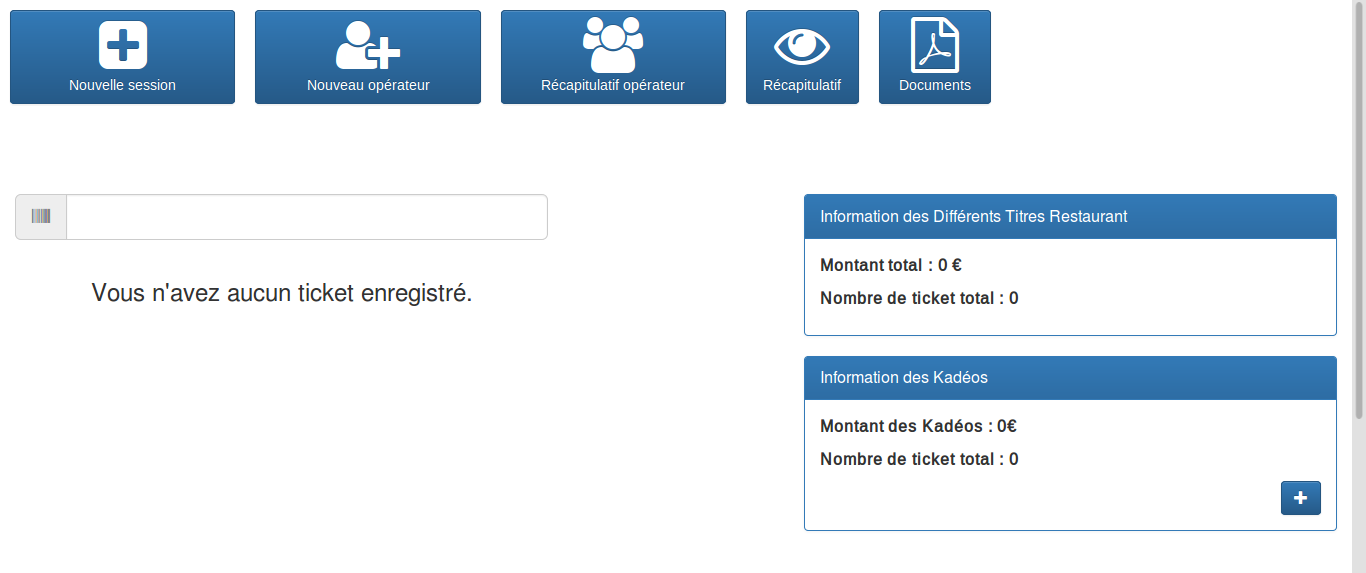 Nouvelle session
Nouveau opérateur
Récapitulatif opérateur
Récapitulatif
Documents
Vous n'avez aucun ticket enregistré.
Information des Différents Titres Restaurant
Montant total : 0 €
Nombre de ticket total : 0
Information des Kadéos
Montant des Kadéos : 0€
Nombre de ticket total : 0